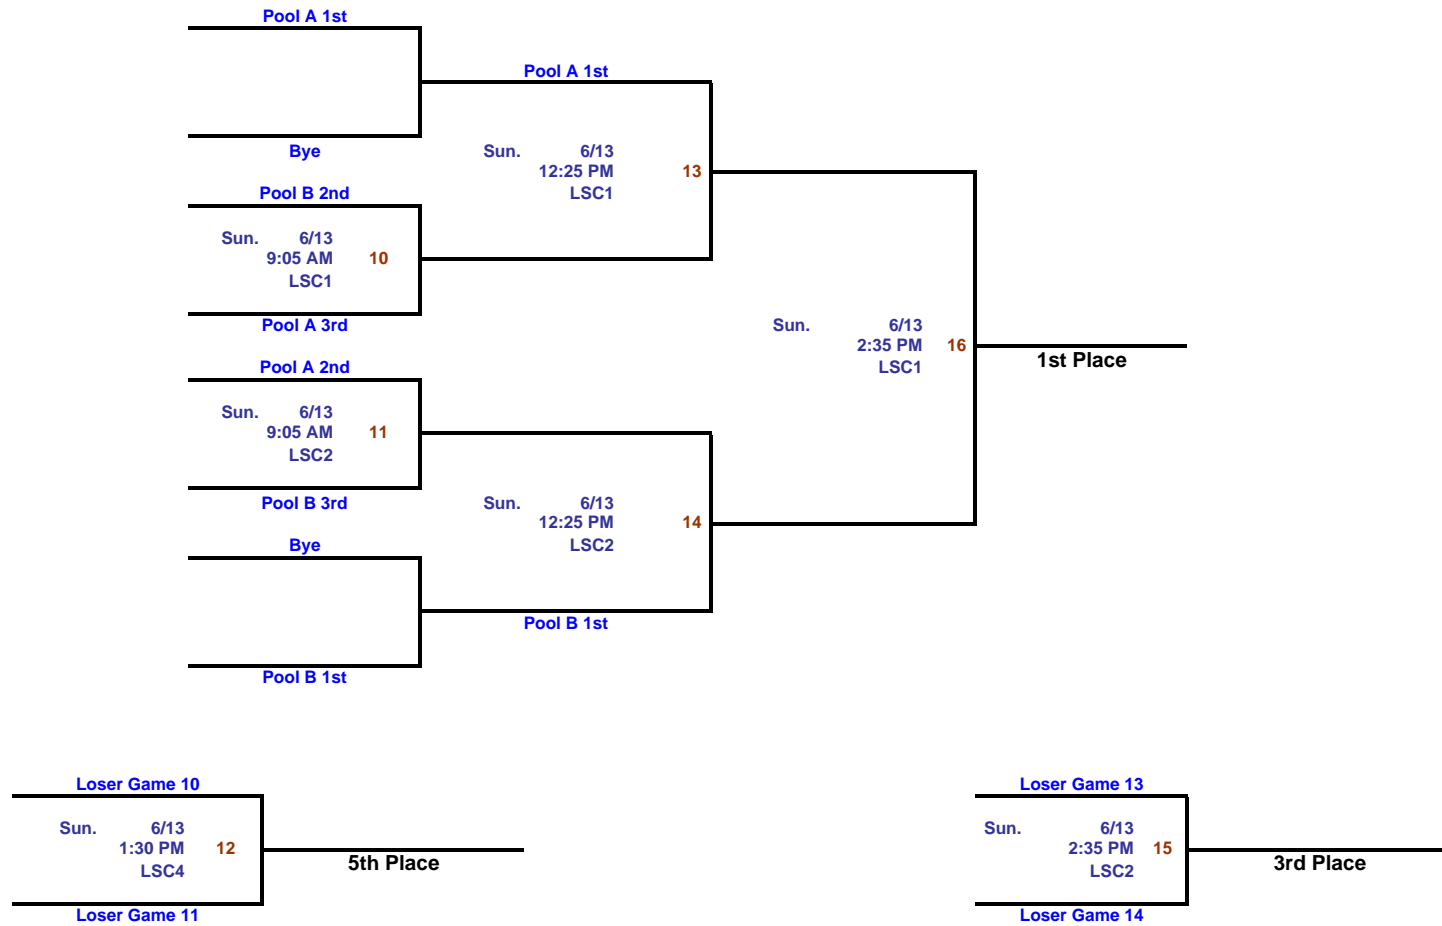 Pool A 1st
Pool A 1st
Bye
Sun. 6/13
12:25 PM 13
LSC1
Pool B 2nd
Sun. 6/13
9:05 AM 10
LSC1
Pool A 3rd
Sun. 6/13
2:35 PM 16
LSC1
1st Place
Pool A 2nd
Sun. 6/13
9:05 AM 11
LSC2
Pool B 3rd
Sun. 6/13
12:25 PM 14
LSC2
Bye
Pool B 1st
Pool B 1st
Loser Game 10
Sun. 6/13
1:30 PM 12
LSC4
5th Place
Loser Game 11
Loser Game 13
Sun. 6/13
2:35 PM 15
LSC2
3rd Place
Loser Game 14